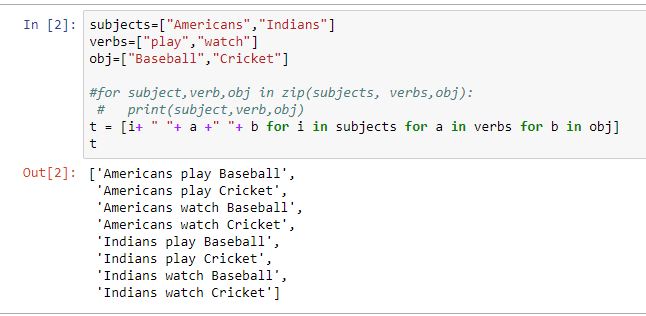 In [2]: subjects=["Americans","Indians"]
verbs=["play","watch"]
obj=["Baseball","Cricket"]
#for subject,verb,obj in zip(subjects, verbs,obj):
#   print(subject,verb,obj)
t = [i+ " "+ a +" "+ b for i in subjects for a in verbs for b in obj]
t
Out[2]: ['Americans play Baseball',
'Americans play Cricket',
'Americans watch Baseball',
'Americans watch Cricket',
'Indians play Baseball',
'Indians play Cricket',
'Indians watch Baseball',
'Indians watch Cricket']